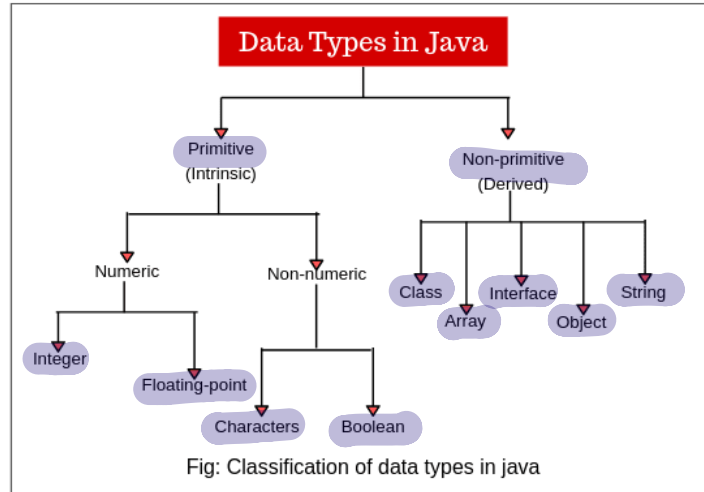 Data Types in Java
Primitive
(Intrinsic)
Non-primitive
(Derived)
Numeric
Non-numeric
Class
Array
Interface
Object
String
Integer
Floating-point
Characters
Boolean
Fig: Classification of data types in java